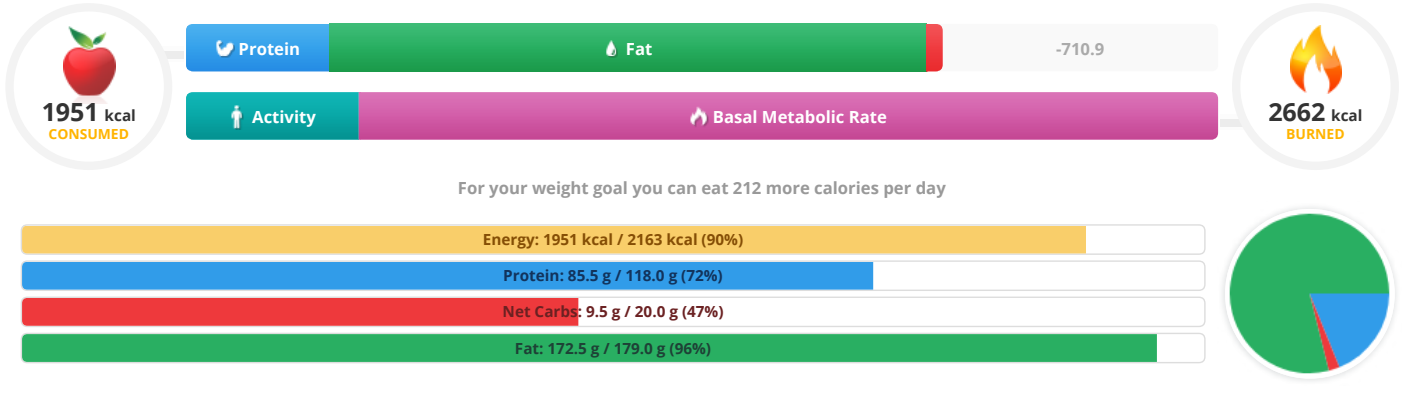 Protein
Fat
-710.9
1951 kcal
CONSUMED
2662 kcal
BURNED
Activity
Basal Metabolic Rate
For your weight goal you can eat 212 more calories per day
Energy: 1951 kcal / 2163 kcal (90%)
Protein: 85.5 g / 118.0 g (72%)
Net Carbs: 9.5 g / 20.0 g (47%)
Fat: 172.5 g / 179.0 g (96%)